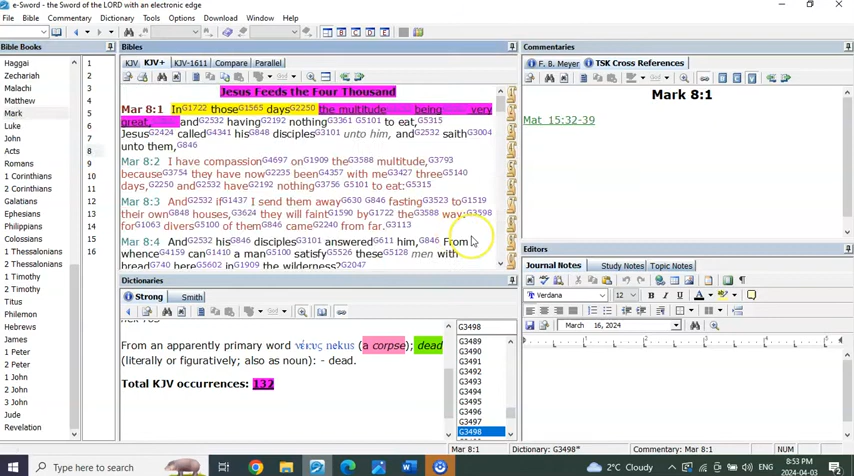 e-Sword - the Sword of the LORD with an electronic edge
File Bible Commentary Dictionary Tools Options Download Window Help
B A C D E
Bible Books
Haggai
Zechariah
Malachi
Matthew
Mark
Luke
John
Acts
Romans
1 Corinthians
2 Corinthians
Galatians
Ephesians
Philippians
Colossians
1 Thessalonians
2 Thessalonians
1 Timothy
2 Timothy
Titus
Philemon
Hebrews
James
1 Peter
2 Peter
1 John
2 John
3 John
Jude
Revelation
1
2
3
4
5
6
7
8
9
10
11
12
13
14
15
16
Bibles
KJV KJV+ KJV-1611 Compare Parallel
Jesus Feeds the Four Thousand
Mar 8:1 In G1722 those G1565 days G2250 the multitude being very
great, and G2532 having G2192 nothing G3361 G5101 to eat, G5315
Jesus G2424 called G4341 his G848 disciples G3101 unto him, and G2532 saith G3004
unto them, G846
Mar 8:2 I have compassion G4697 on G1909 the G3588 multitude, G3793
because G3754 they have now G2235 been G4357 with me G3427 three G5140
days, G2250 and G2532 have G2192 nothing G3756 G5101 to eat: G5315
Mar 8:3 And G2532 if G1437 I send them away G630 G846 fasting G3523 to G1519
their own G848 houses, G3624 they will faint G1590 by G1722 the G3588 way: G3598
for G1063 divers G5100 of them G846 came G2240 from far. G3113
Mar 8:4 And G2532 his G846 disciples G3101 answered G611 him, G846 From
whence G4159 can G1410 a man G5100 satisfy G5526 these G5128 men with
bread G740 here G5602 in G1909 the wilderness? G2047
Dictionaries
Strong Smith
From an apparently primary word νέκυς nekus (a corpse); dead
(literally or figuratively; also as noun): - dead.
Total KJV occurrences: 132
G3498
G3489
G3490
G3491
G3492
G3493
G3494
G3495
G3496
G3497
G3498
Commentaries
F. B. Meyer TSK Cross References
Mark 8:1
Mat 15:32-39
Editors
Journal Notes Study Notes Topic Notes
Verdana 12 B I U A
March 16, 2024
1 2 3 4 5
Mar 8:1 Dictionary: G3498* Commentary: Mar 8:1 NUM
Type here to search
2°C Cloudy ENG 8:53 PM
2024-04-03